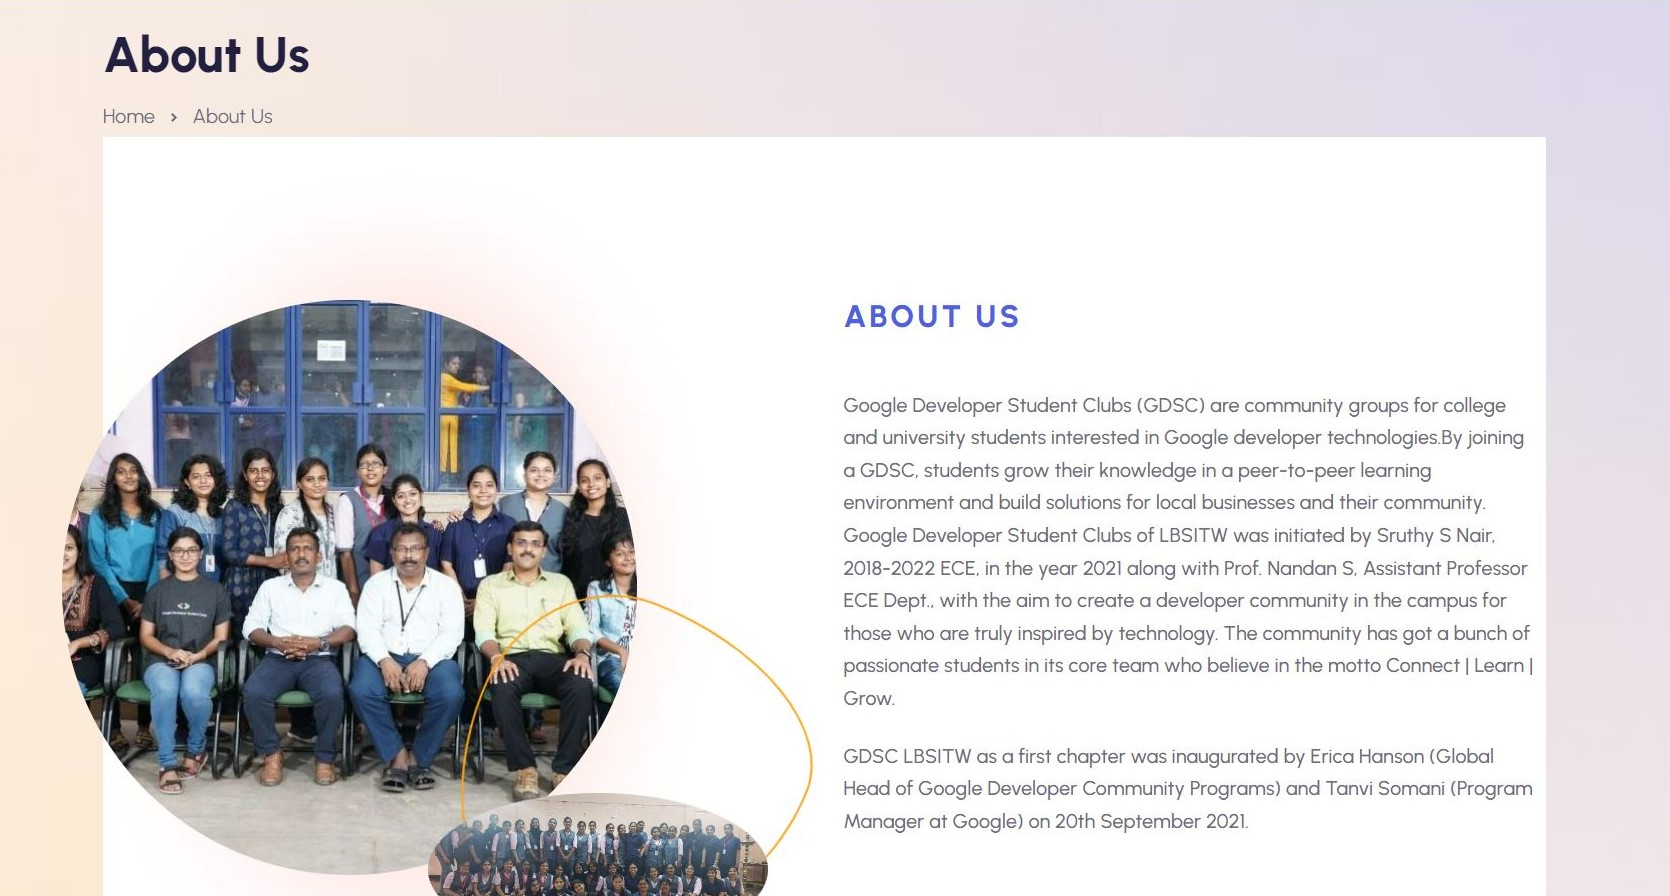 About Us
Home > About Us
ABOUT US
Google Developer Student Clubs (GDSC) are community groups for college
and university students interested in Google developer technologies.By joining
a GDSC, students grow their knowledge in a peer-to-peer learning
environment and build solutions for local businesses and their community.
Google Developer Student Clubs of LBSITW was initiated by Sruthy S Nair,
2018-2022 ECE, in the year 2021 along with Prof. Nandan S, Assistant Professor
ECE Dept., with the aim to create a developer community in the campus for
those who are truly inspired by technology. The community has got a bunch of
passionate students in its core team who believe in the motto Connect | Learn |
Grow.
GDSC LBSITW as a first chapter was inaugurated by Erica Hanson (Global
Head of Google Developer Community Programs) and Tanvi Somani (Program
Manager at Google) on 20th September 2021.